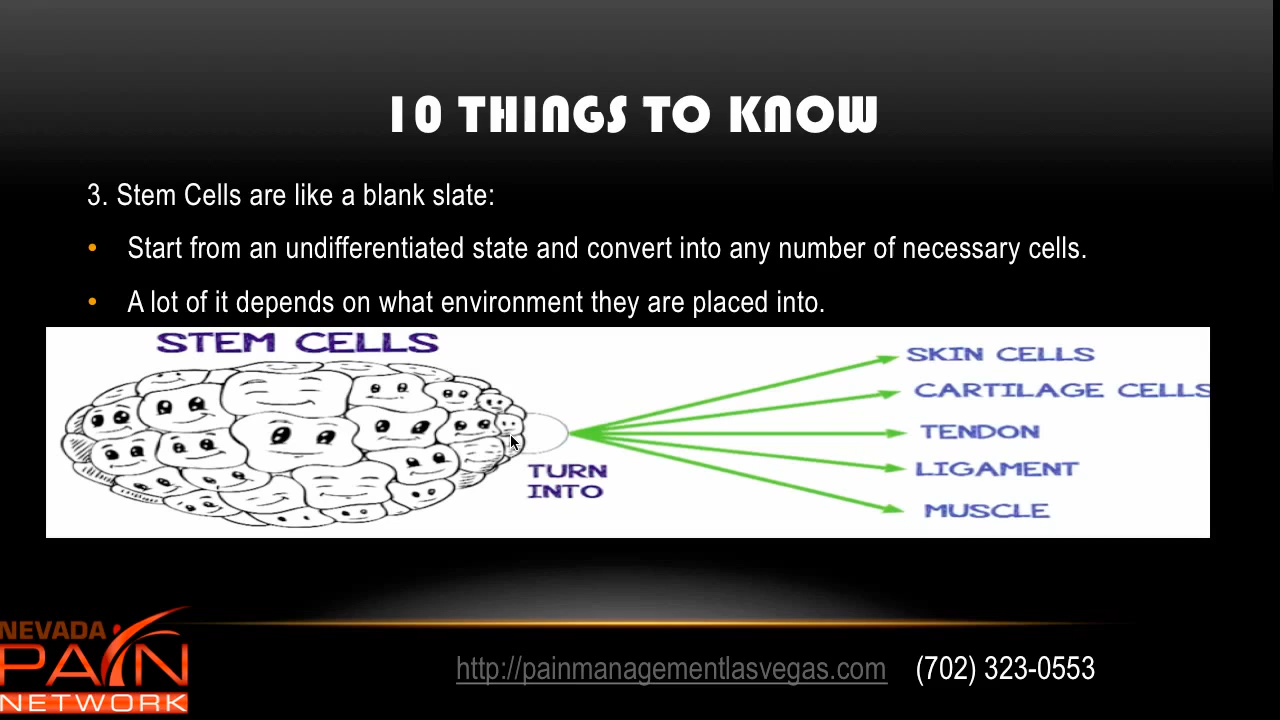 10 THINGS TO KNOW
3. Stem Cells are like a blank slate:
• Start from an undifferentiated state and convert into any number of necessary cells.
• A lot of it depends on what environment they are placed into.
STEM CELLS
TURN
INTO
SKIN CELLS
CARTILAGE CELLS
TENDON
LIGAMENT
MUSCLE
NEVADA
PAIN
NETWORK
http://painmanagementlasvegas.com (702) 323-0553